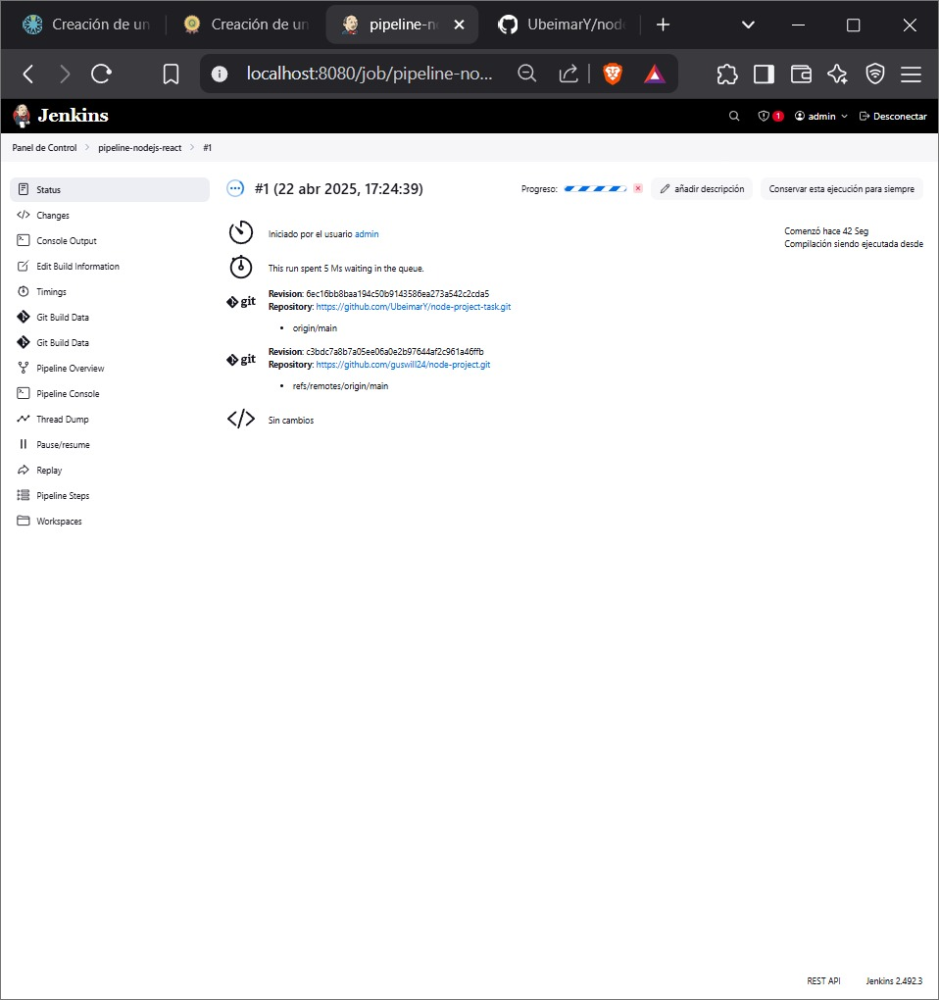 Creación de un
Creación de un
pipeline-no
UbeimarY/node
localhost:8080/job/pipeline-no...
Jenkins
1
admin
Desconectar
Panel de Control
pipeline-nodejs-react
#1
Status
Changes
Console Output
Edit Build Information
Timings
Git Build Data
Git Build Data
Pipeline Overview
Pipeline Console
Thread Dump
Pause/resume
Replay
Pipeline Steps
Workspaces
#1 (22 abr 2025, 17:24:39)
Progreso:
añadir descripción
Conservar esta ejecución para siempre
Iniciado por el usuario admin
Comenzó hace 42 Seg
Compilación siendo ejecutada desde
This run spent 5 Ms waiting in the queue.
git
Revision: 6ec16bb8baa194c50b9143586ea273a542c2cda5
Repository: https://github.com/UbeimarY/node-project-task.git
• origin/main
git
Revision: c3bdc7a8b7a05ee06a0e2b97644af2c961a46ffb
Repository: https://github.com/guswill24/node-project.git
• refs/remotes/origin/main
Sin cambios
REST API
Jenkins 2.492.3